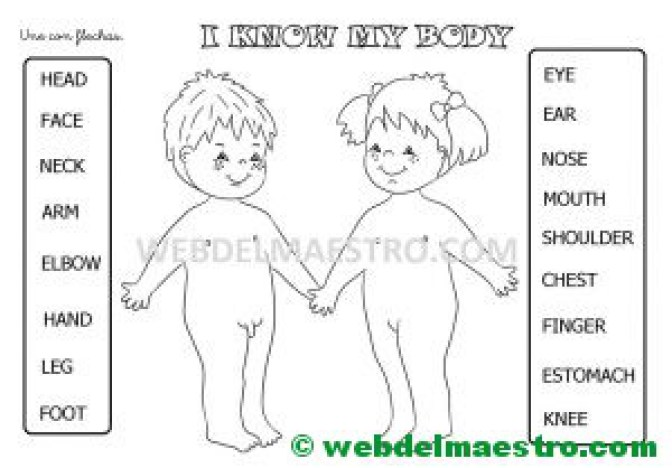 Une con flechas.
I KNOW MY BODY
HEAD
FACE
NECK
ARM
ELBOW
HAND
LEG
FOOT
EYE
EAR
NOSE
MOUTH
SHOULDER
CHEST
FINGER
ESTOMACH
KNEE
WEBDELMAESTRO.COM
© webdelmaestro.com